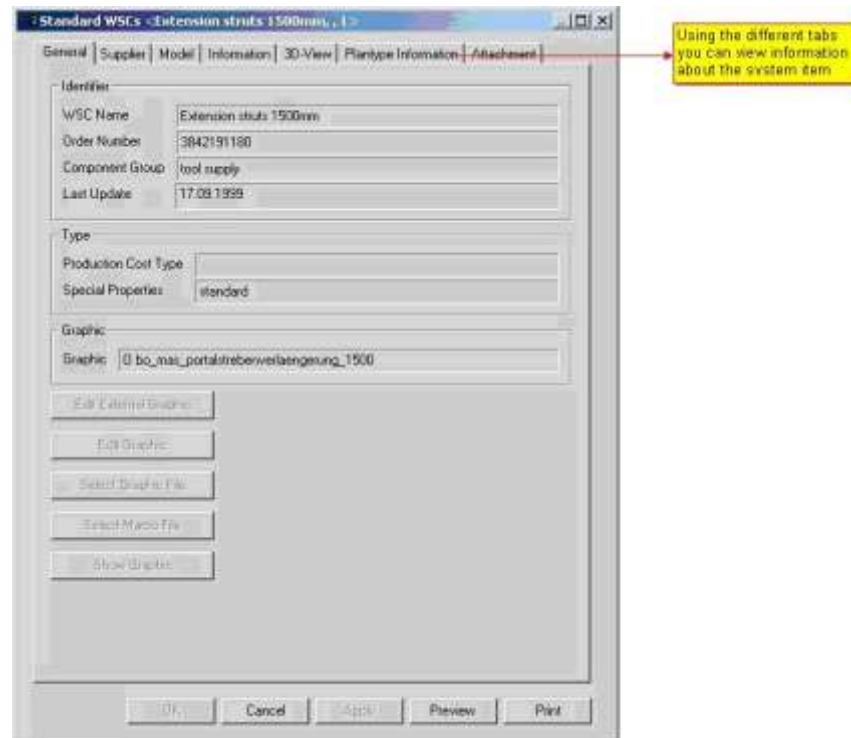 Standard WSCs <Extension struts 1500mm, , 1>
General Supplier Model Information 3D-View Plantype Information Attachment
Using the different tabs
you can view information
about the system item
Identifier
WSC Name Extension struts 1500mm
Order Number 3842191180
Component Group tool supply
Last Update 17.09.1999
Type
Production Cost Type
Special Properties standard
Graphic
Graphic bo_mas_portalstrebenverlaengerung_1500
Edit External Graphic
Edit Graphic
Select Graphic File
Select Macro File
Show Graphic
OK Cancel Apply Preview Print